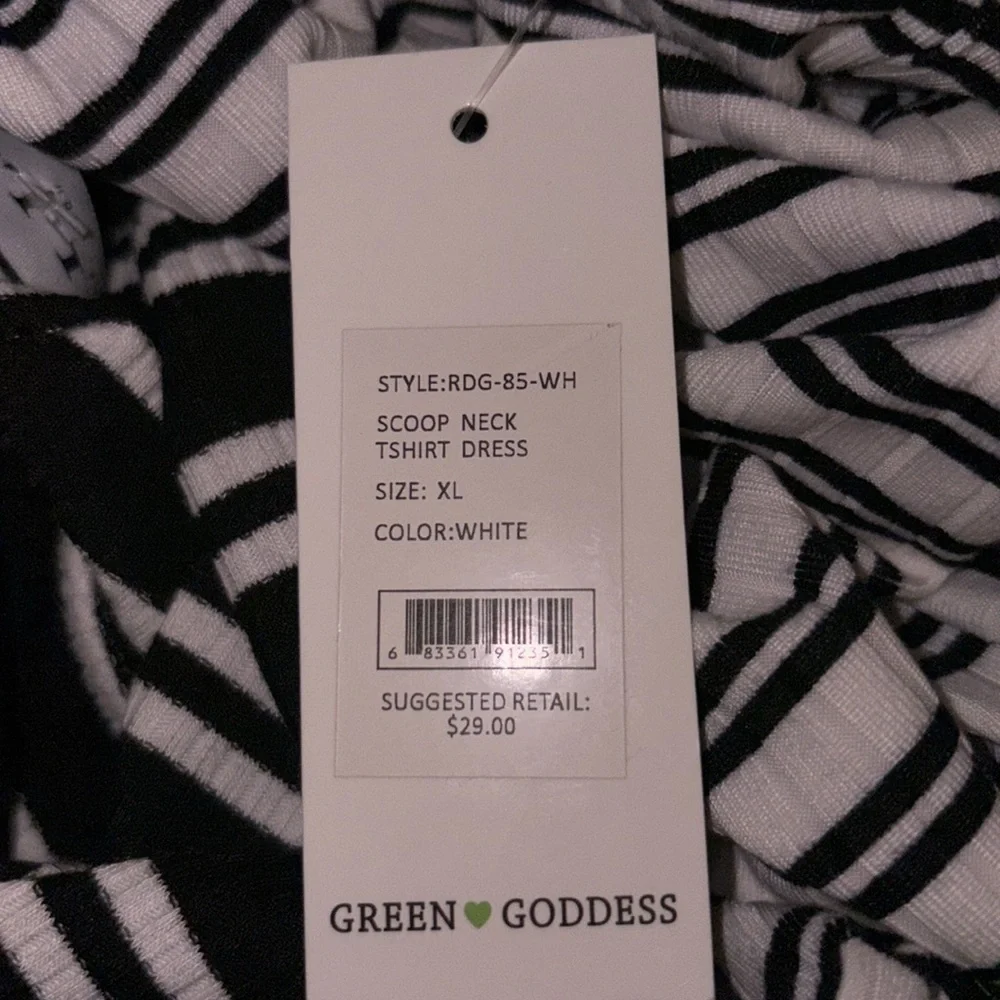 STYLE:RDG-85-WH
SCOOP NECK
TSHIRT DRESS
SIZE: XL
COLOR:WHITE
6 83361 91235 1
SUGGESTED RETAIL:
$29.00
GREEN GODDESS